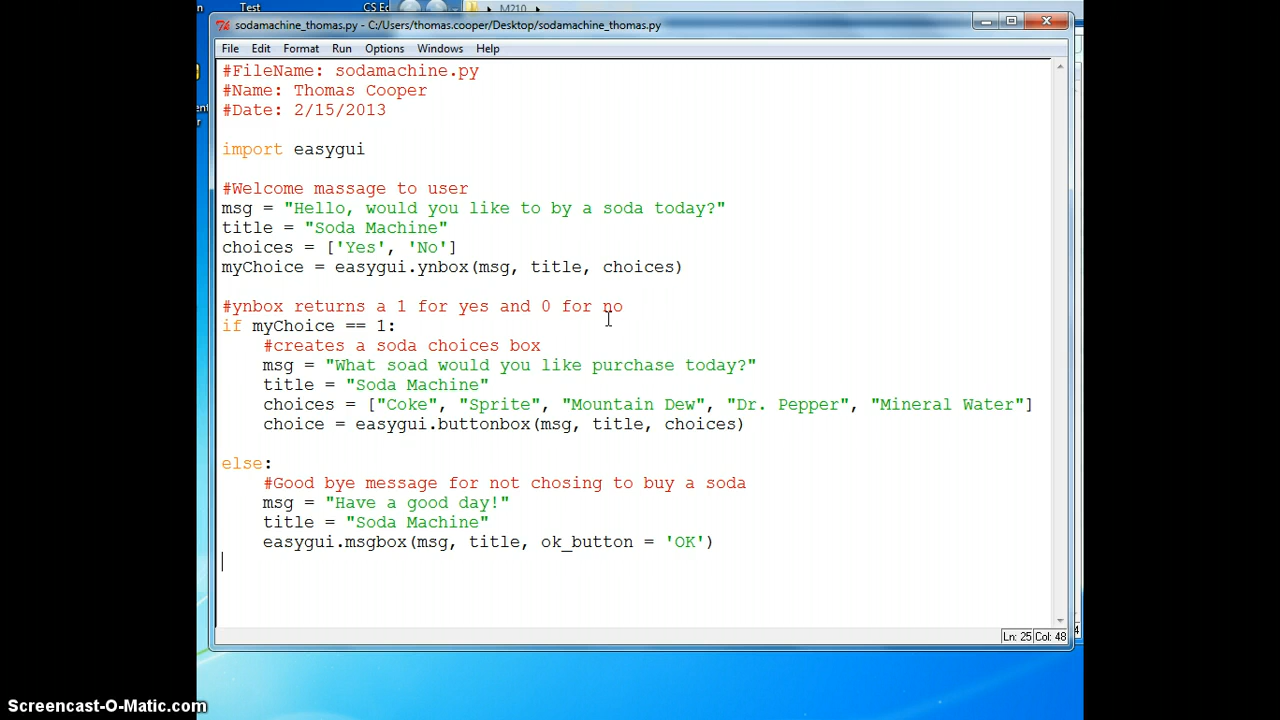 Test
CS Ec
M210
sodamachine_thomas.py - C:/Users/thomas.cooper/Desktop/sodamachine_thomas.py
File Edit Format Run Options Windows Help
#FileName: sodamachine.py
#Name: Thomas Cooper
#Date: 2/15/2013
import easygui
#Welcome massage to user
msg = "Hello, would you like to by a soda today?"
title = "Soda Machine"
choices = ['Yes', 'No']
myChoice = easygui.ynbox(msg, title, choices)
#ynbox returns a 1 for yes and 0 for no
if myChoice == 1:
    #creates a soda choices box
    msg = "What soad would you like purchase today?"
    title = "Soda Machine"
    choices = ["Coke", "Sprite", "Mountain Dew", "Dr. Pepper", "Mineral Water"]
    choice = easygui.buttonbox(msg, title, choices)
else:
    #Good bye message for not chosing to buy a soda
    msg = "Have a good day!"
    title = "Soda Machine"
    easygui.msgbox(msg, title, ok_button = 'OK')
Ln: 25 Col: 48
Screencast-O-Matic.com